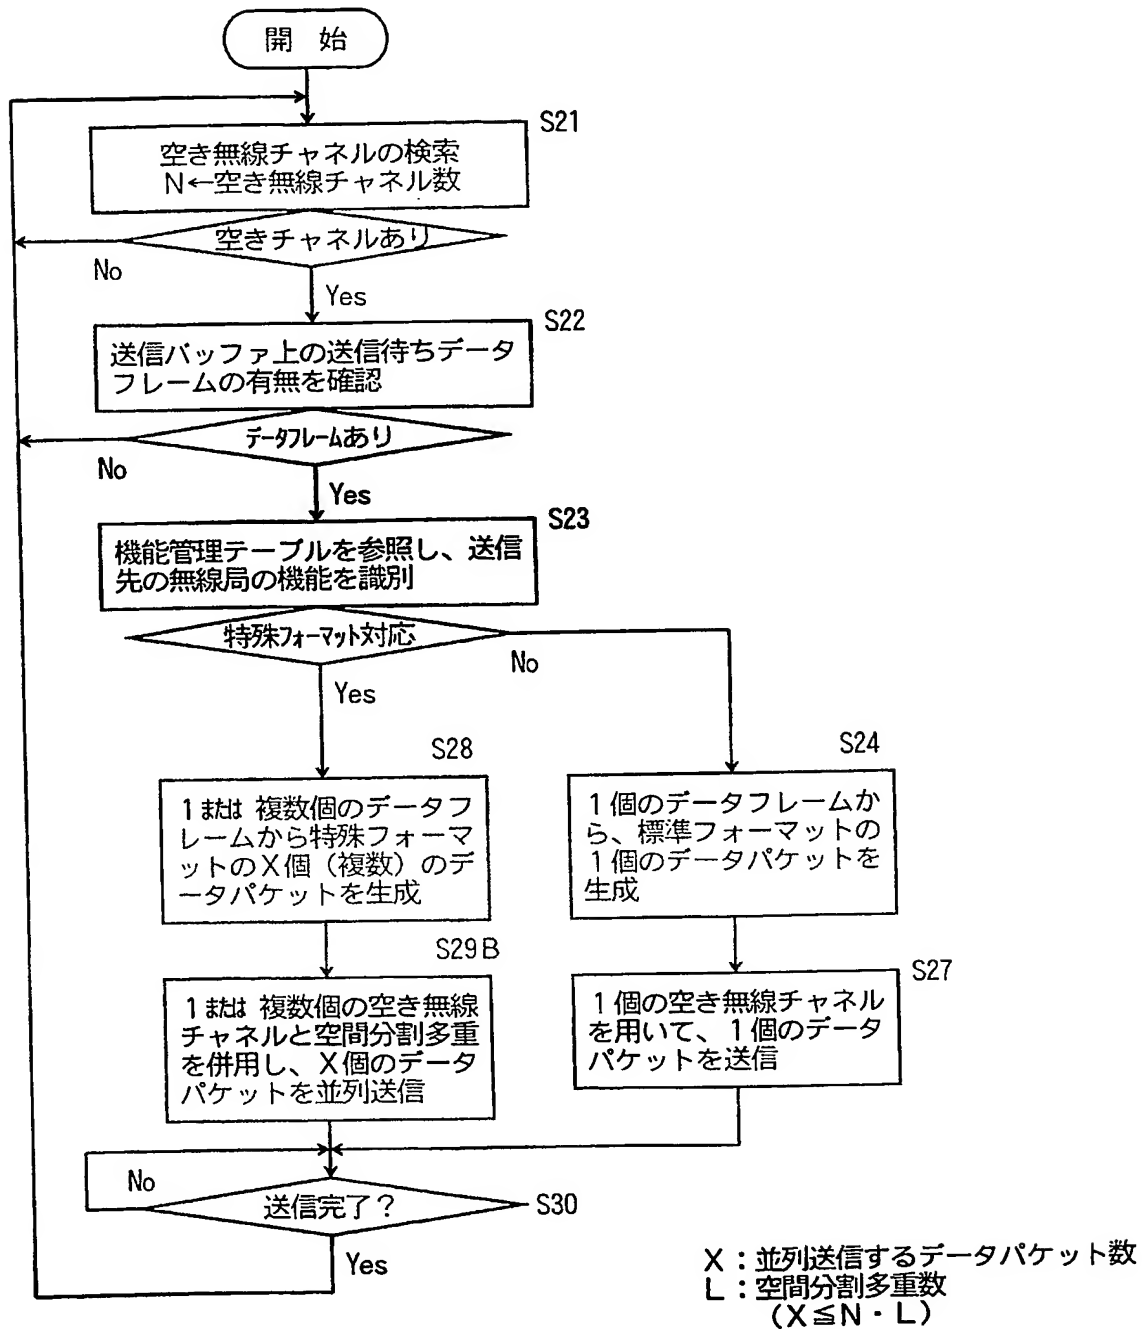 開 始
S21
空き無線チャネルの検索
N←空き無線チャネル数
空きチャネルあり
No
Yes
S22
送信バッファ上の送信待ちデータ
フレームの有無を確認
データフレームあり
No
Yes
S23
機能管理テーブルを参照し、送信
先の無線局の機能を識別
特殊フォーマット対応
No
Yes
S28
1または 複数個のデータフ
レームから特殊フォーマ
ットのX個（複数）のデ
ータパケットを生成
S24
1個のデータフレームか
ら、標準フォーマットの
1個のデータパケットを
生成
S29B
1または 複数個の空き無線
チャネルと空間分割多重
を併用し、X個のデータ
パケットを並列送信
S27
1個の空き無線チャネル
を用いて、1個のデータ
パケットを送信
No
送信完了？
S30
Yes
X：並列送信するデータパケット数
L：空間分割多重数
（X≦N・L）